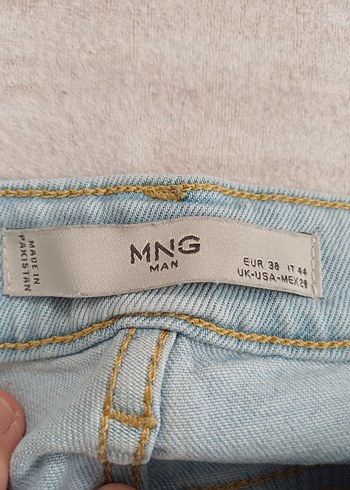 MADE IN
PAKISTAN
MNG
MAN
EUR 38 IT 44
UK-USA-MEX 29